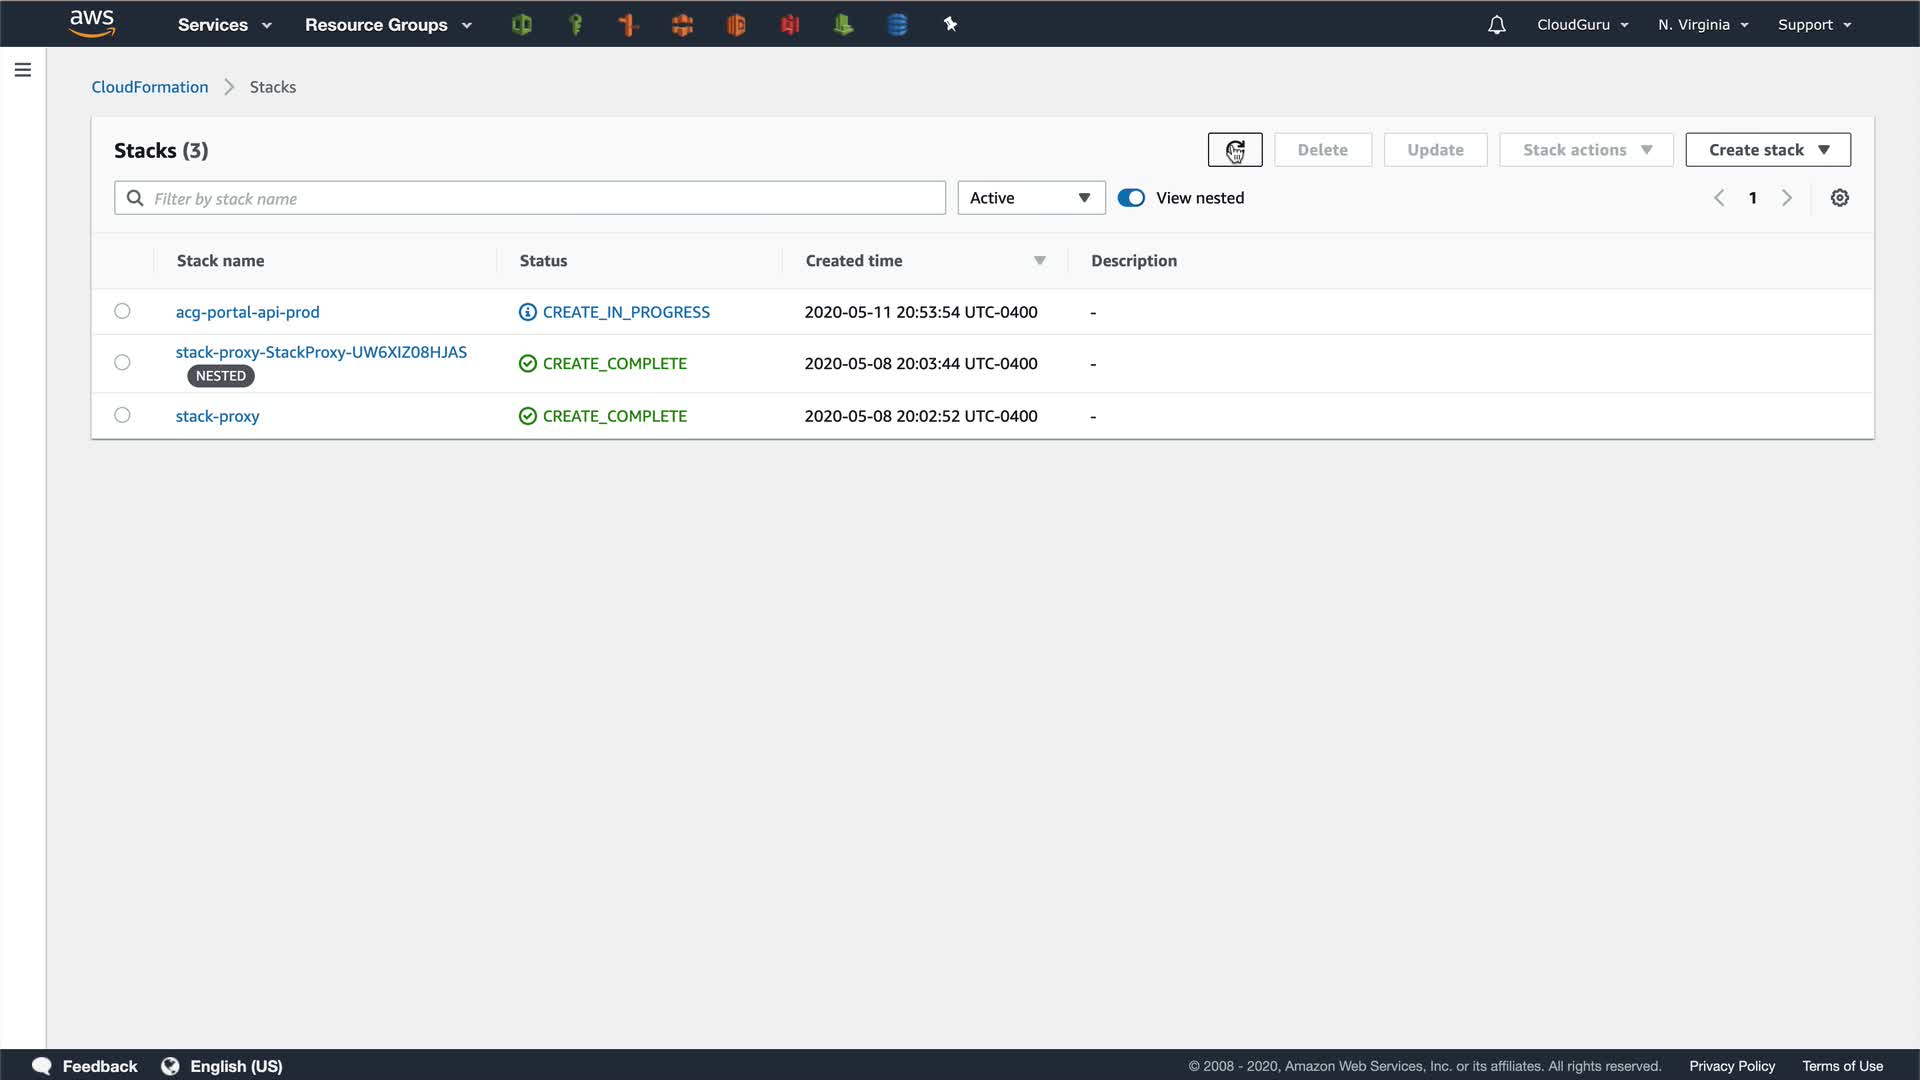 aws Services Resource Groups CloudGuru N. Virginia Support
CloudFormation Stacks
Stacks (3) Delete Update Stack actions Create stack
Filter by stack name Active View nested 1
Stack name Status Created time Description
acg-portal-api-prod CREATE_IN_PROGRESS 2020-05-11 20:53:54 UTC-0400 -
stack-proxy-StackProxy-UW6XIZ08HJAS
NESTED CREATE_COMPLETE 2020-05-08 20:03:44 UTC-0400 -
stack-proxy CREATE_COMPLETE 2020-05-08 20:02:52 UTC-0400 -
Feedback English (US) © 2008 - 2020, Amazon Web Services, Inc. or its affiliates. All rights reserved. Privacy Policy Terms of Use